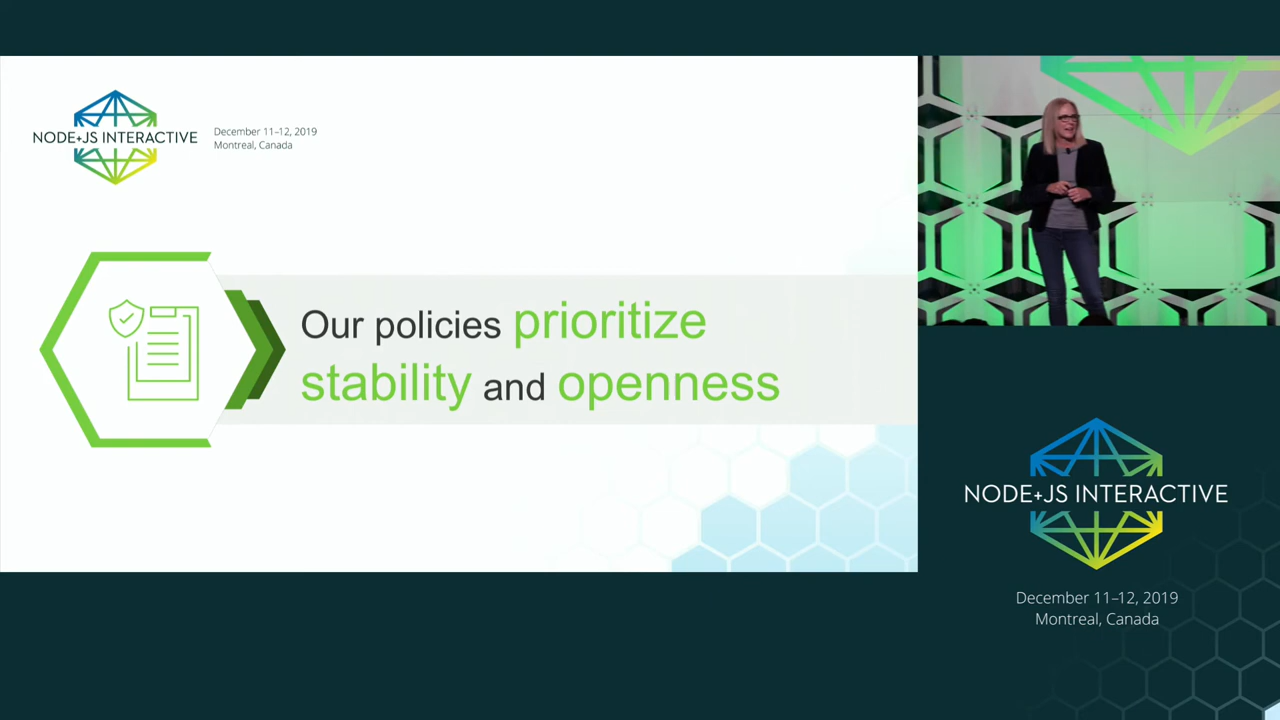 NODE+JS INTERACTIVE
December 11–12, 2019
Montreal, Canada
Our policies prioritize
stability and openness
NODE+JS INTERACTIVE
December 11–12, 2019
Montreal, Canada